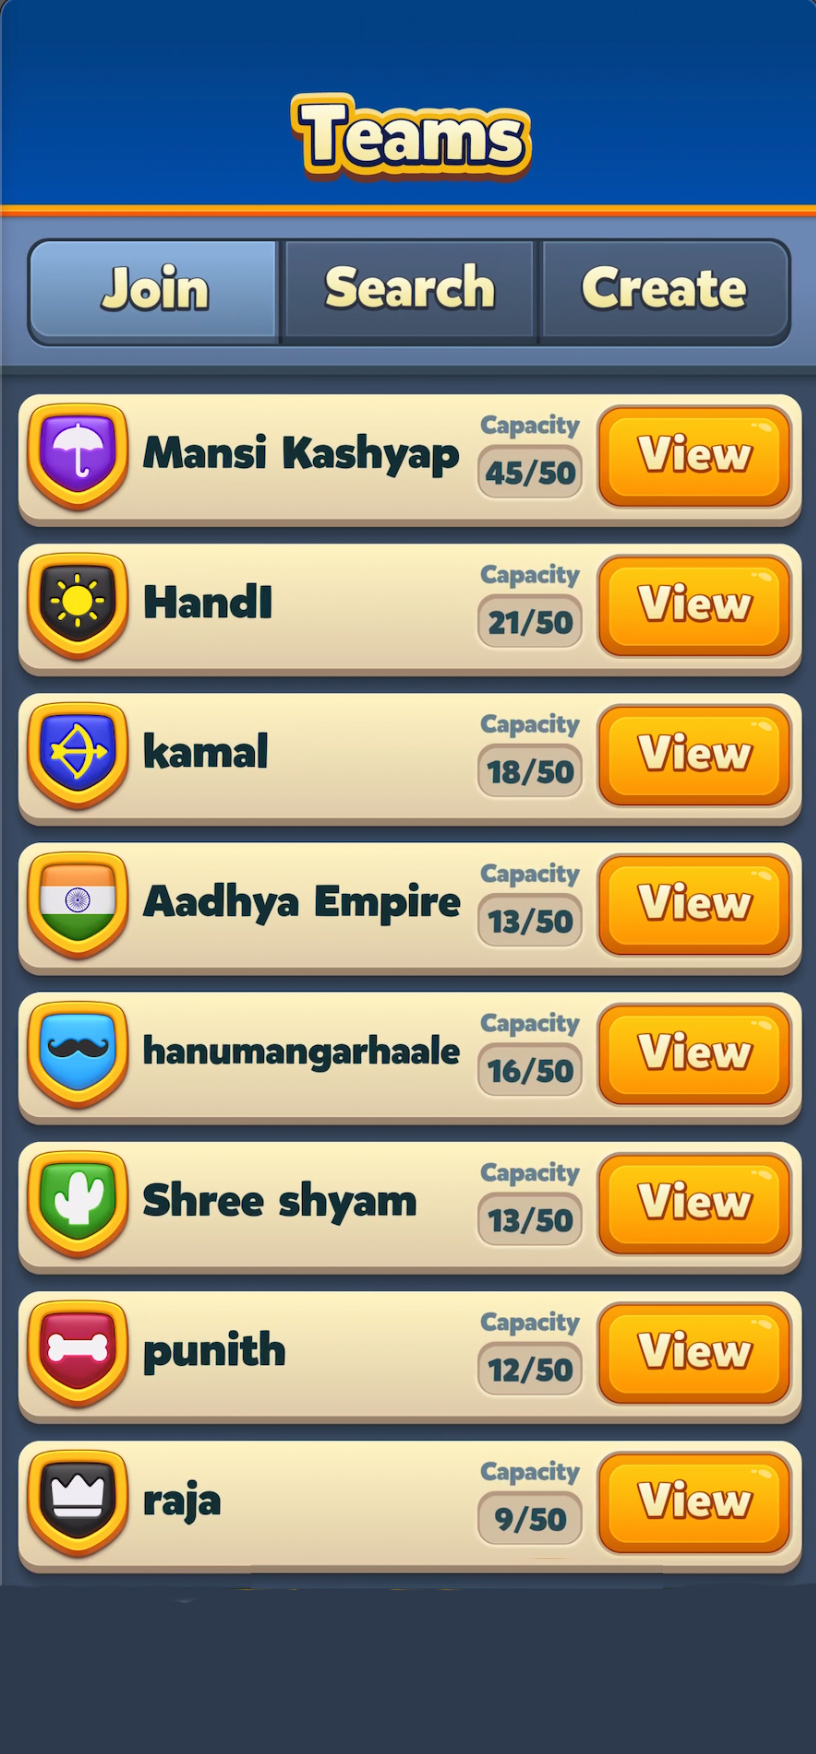 Teams
Join Search Create
Mansi Kashyap
Capacity
45/50
View
Handl
Capacity
21/50
View
kamal
Capacity
18/50
View
Aadhya Empire
Capacity
13/50
View
hanumangarhaale
Capacity
16/50
View
Shree shyam
Capacity
13/50
View
punith
Capacity
12/50
View
raja
Capacity
9/50
View